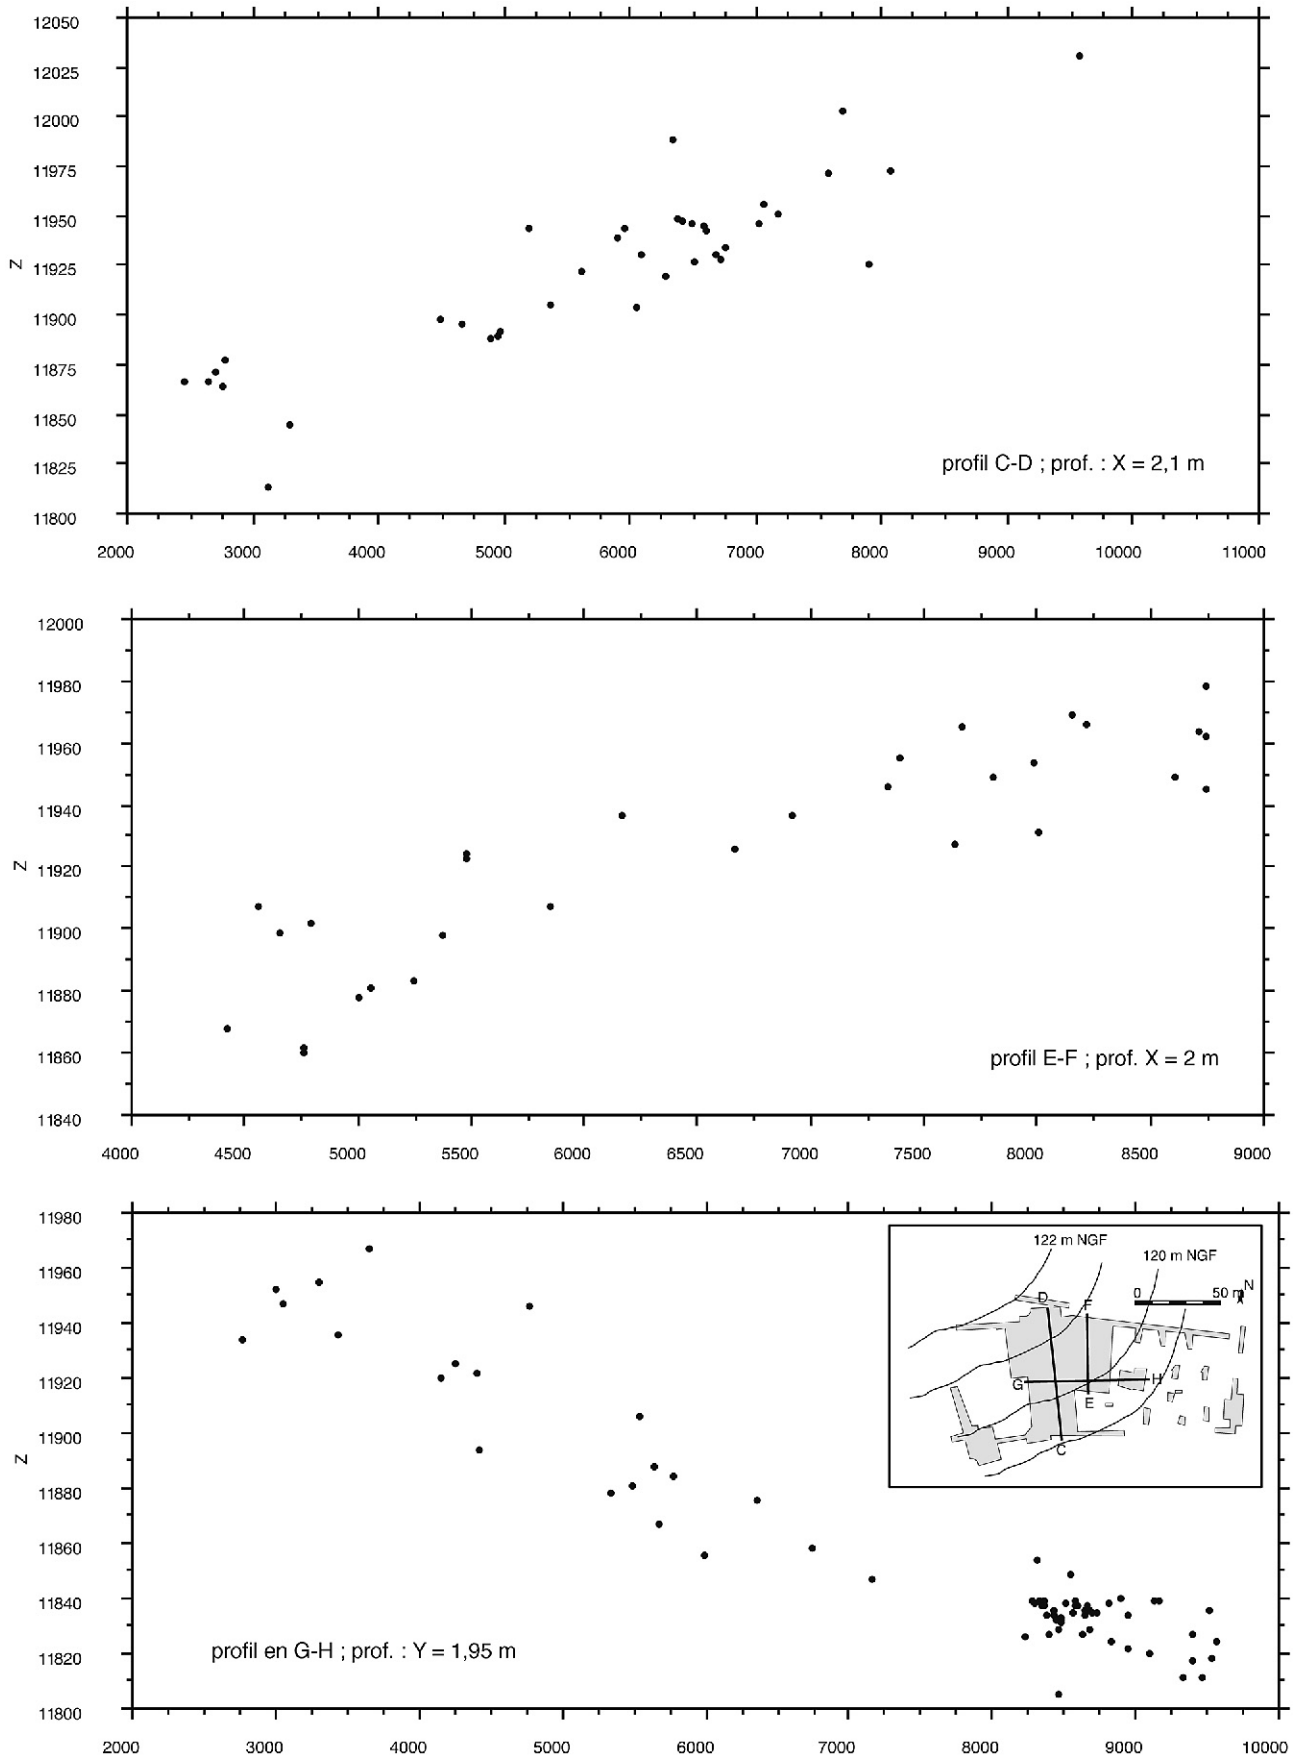 12050
12025
12000
11975
11950
11925
11900
11875
11850
11825
11800
Z
profil C-D ; prof. : X = 2,1 m
2000 3000 4000 5000 6000 7000 8000 9000 10000 11000
12000
11980
11960
11940
11920
11900
11880
11860
11840
Z
profil E-F ; prof. X = 2 m
4000 4500 5000 5500 6000 6500 7000 7500 8000 8500 9000
11980
11960
11940
11920
11900
11880
11860
11840
11820
11800
Z
122 m NGF
120 m NGF
0 50 m
N
D F
G H
E
C
profil en G-H ; prof. : Y = 1,95 m
2000 3000 4000 5000 6000 7000 8000 9000 10000